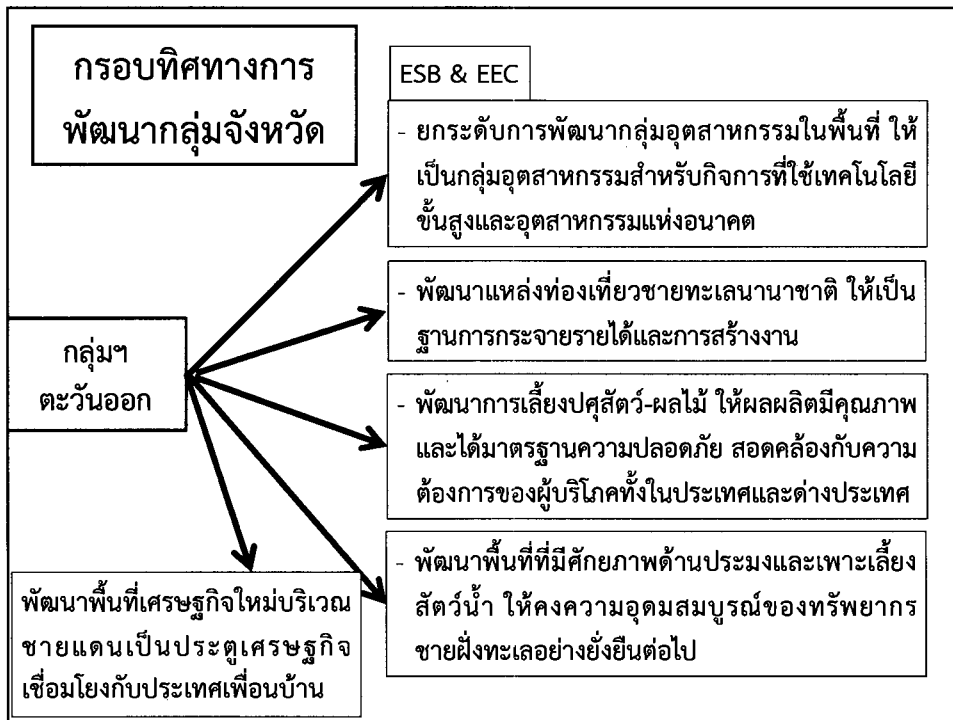 กรอบทิศทางการ
พัฒนากลุ่มจังหวัด
ESB & EEC
- ยกระดับการพัฒนากลุ่มอุตสาหกรรมในพื้นที่ ให้
เป็นกลุ่มอุตสาหกรรมสำหรับกิจการที่ใช้เทคโนโลยี
ขั้นสูงและอุตสาหกรรมแห่งอนาคต
- พัฒนาแหล่งท่องเที่ยวชายทะเลนานาชาติ ให้เป็น
ฐานการกระจายรายได้และการสร้างงาน
กลุ่มฯ
ตะวันออก
- พัฒนาการเลี้ยงปศุสัตว์-ผลไม้ ให้ผลผลิตมีคุณภาพ
และได้มาตรฐานความปลอดภัย สอดคล้องกับความ
ต้องการของผู้บริโภคทั้งในประเทศและต่างประเทศ
- พัฒนาพื้นที่ที่มีศักยภาพด้านประมงและเพาะเลี้ยง
สัตว์น้ำ ให้คงความอุดมสมบูรณ์ของทรัพยากร
ชายฝั่งทะเลอย่างยั่งยืนต่อไป
พัฒนาพื้นที่เศรษฐกิจใหม่บริเวณ
ชายแดนเป็นประตูเศรษฐกิจ
เชื่อมโยงกับประเทศเพื่อนบ้าน